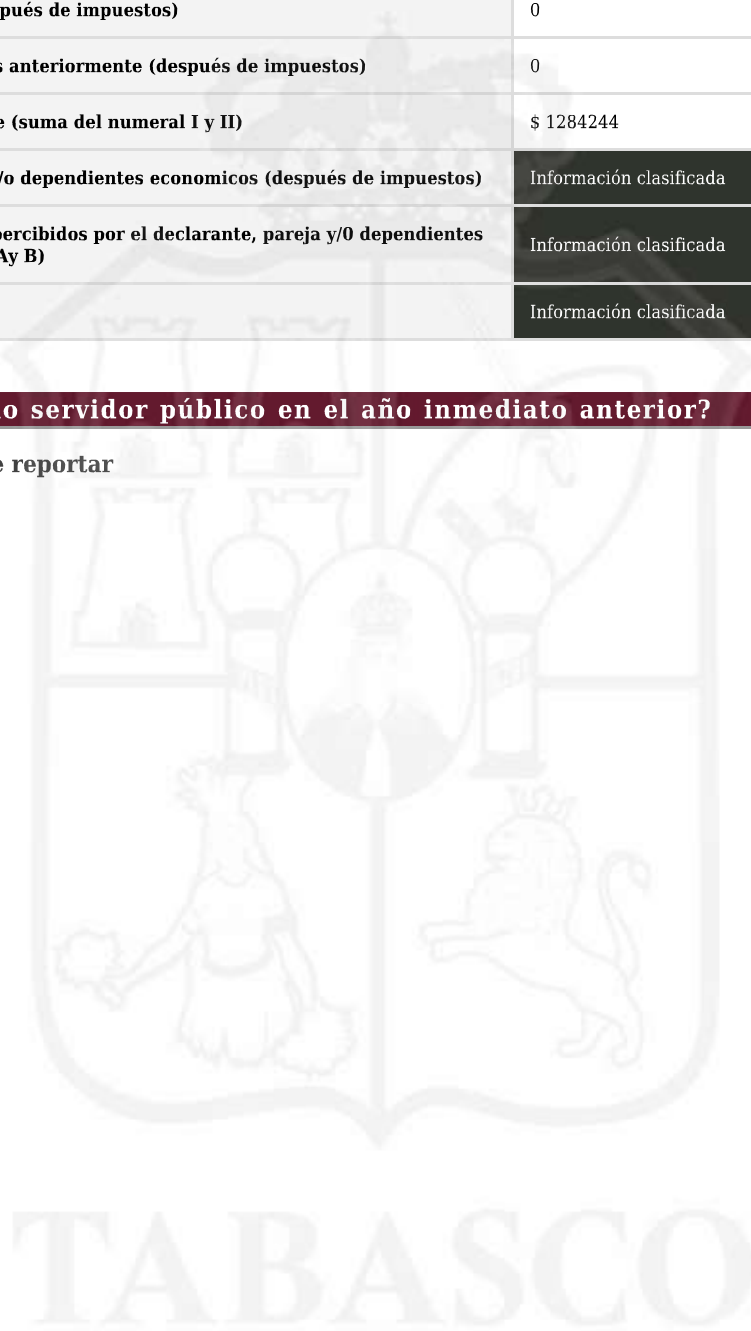 pués de impuestos)
0
s anteriormente (después de impuestos)
0
e (suma del numeral I y II)
$ 1284244
/o dependientes economicos (después de impuestos)
Información clasificada
percibidos por el declarante, pareja y/0 dependientes
Ay B)
Información clasificada
Información clasificada
o servidor público en el año inmediato anterior?
e reportar
TABASCO